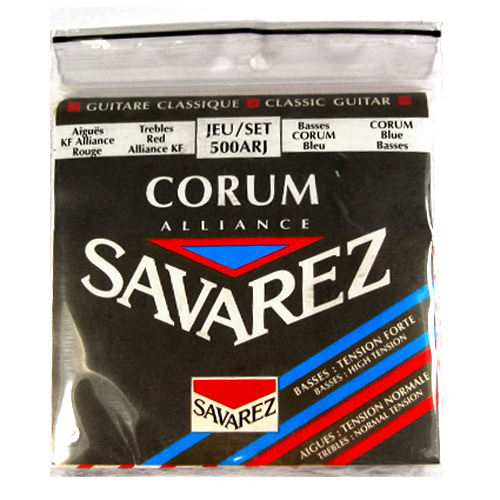 GUITARE CLASSIQUE ■ CLASSIC GUITAR
Aiguës
KF Alliance
Rouge
Trebles
Red
Alliance KF
JEU/SET
500ARJ
Basses
CORUM
Bleu
CORUM
Blue
Basses
CORUM
ALLIANCE
SAVAREZ
BASSES : TENSION FORTE
BASSES : HIGH TENSION
SAVAREZ
AIGUES : TENSION NORMALE
TREBLES : NORMAL TENSION